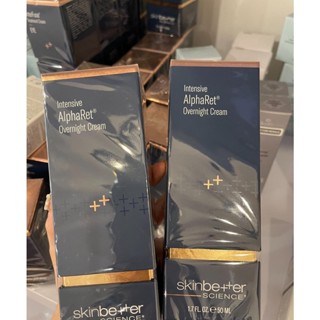 Intensive
AlphaRet®
Overnight Cream
++
skinbetter
SCIENCE®
Intensive
AlphaRet®
Overnight Cream
++
skinbetter
SCIENCE®
1.7 FL OZ ℮ 50 ML